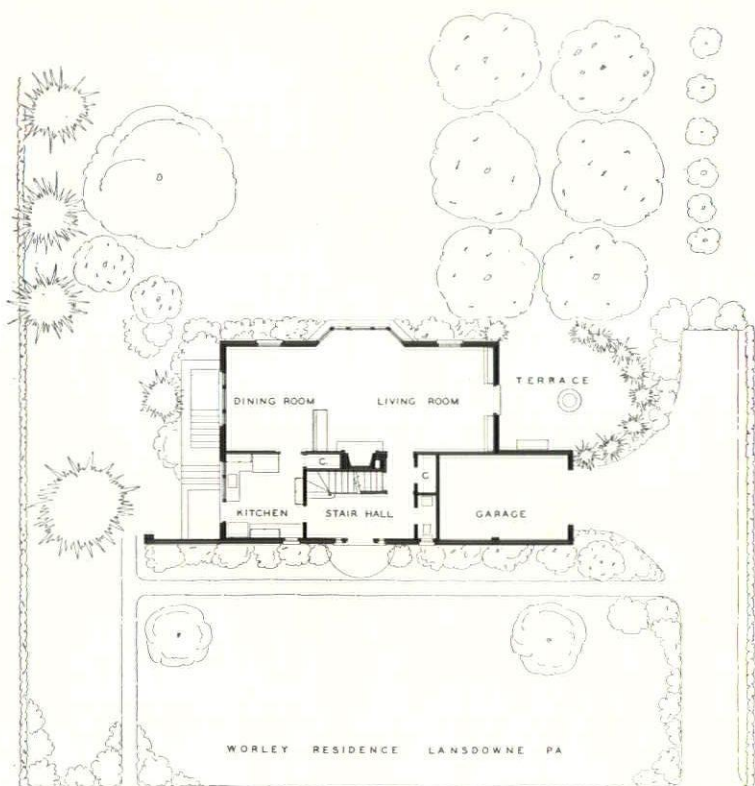 TERRACE
DINING ROOM LIVING ROOM
C. C
KITCHEN STAIR HALL GARAGE
WORLEY RESIDENCE LANSDOWNE PA